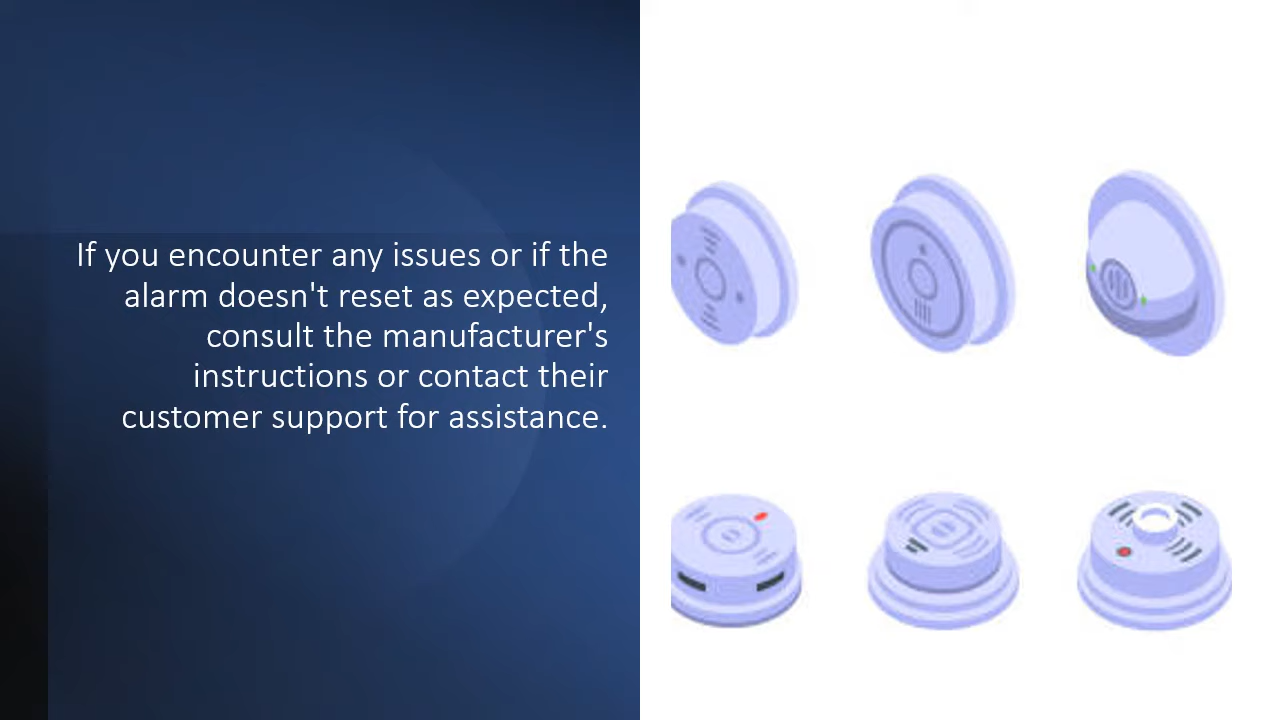 If you encounter any issues or if the
alarm doesn't reset as expected,
consult the manufacturer's
instructions or contact their
customer support for assistance.